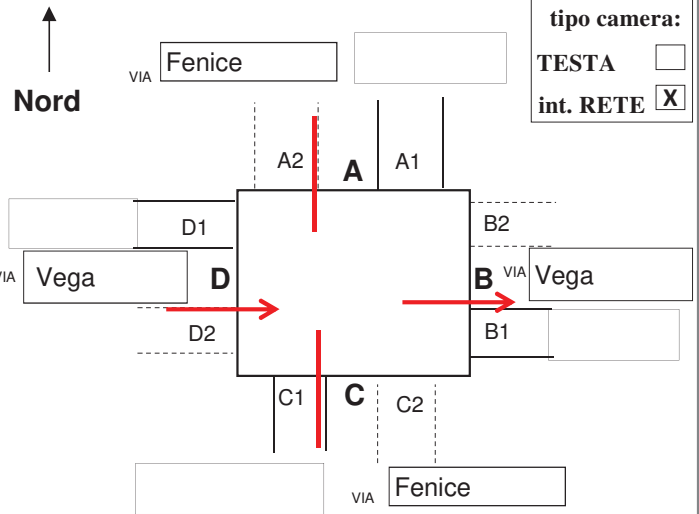 tipo camera:
VIA Fenice
TESTA
Nord
int. RETE X
A2 A A1
D1 B2
VIA Vega D B VIA Vega
D2 B1
C1 C C2
VIA Fenice